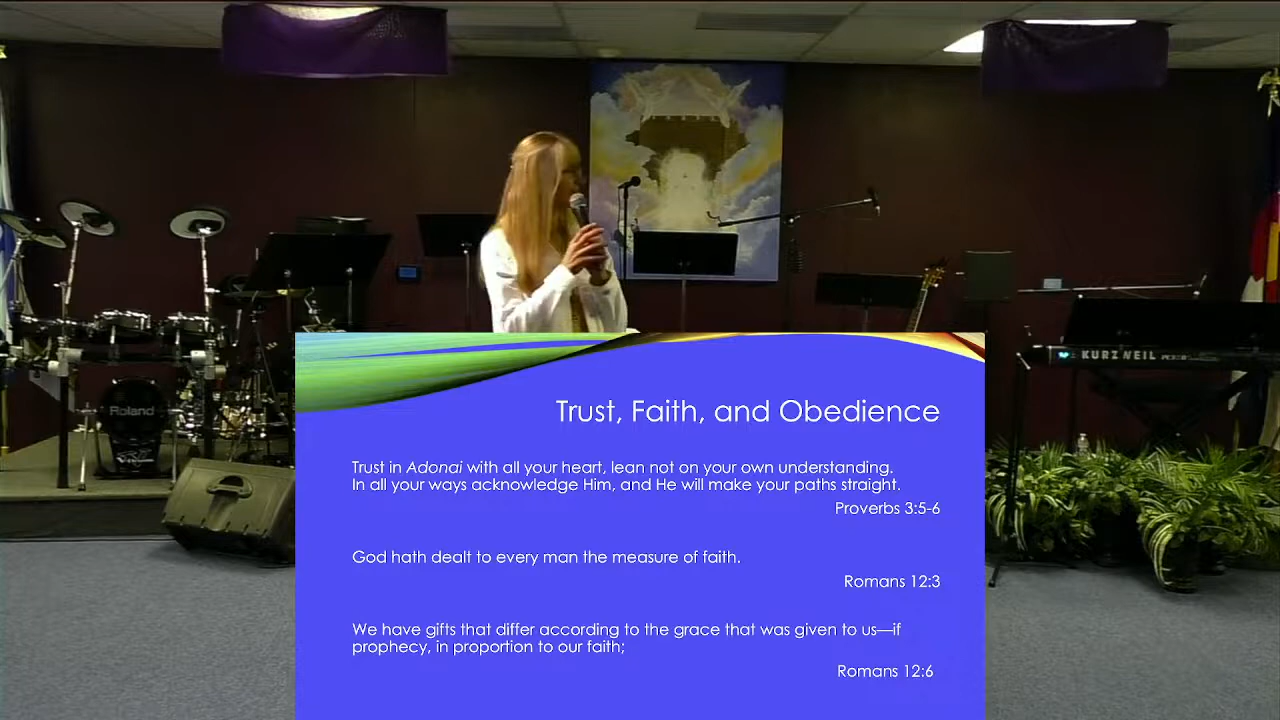 Trust, Faith, and Obedience
Trust in Adonai with all your heart, lean not on your own understanding.
In all your ways acknowledge Him, and He will make your paths straight.
Proverbs 3:5-6
God hath dealt to every man the measure of faith.
Romans 12:3
We have gifts that differ according to the grace that was given to us—if
prophecy, in proportion to our faith;
Romans 12:6
Roland
KURZWEIL